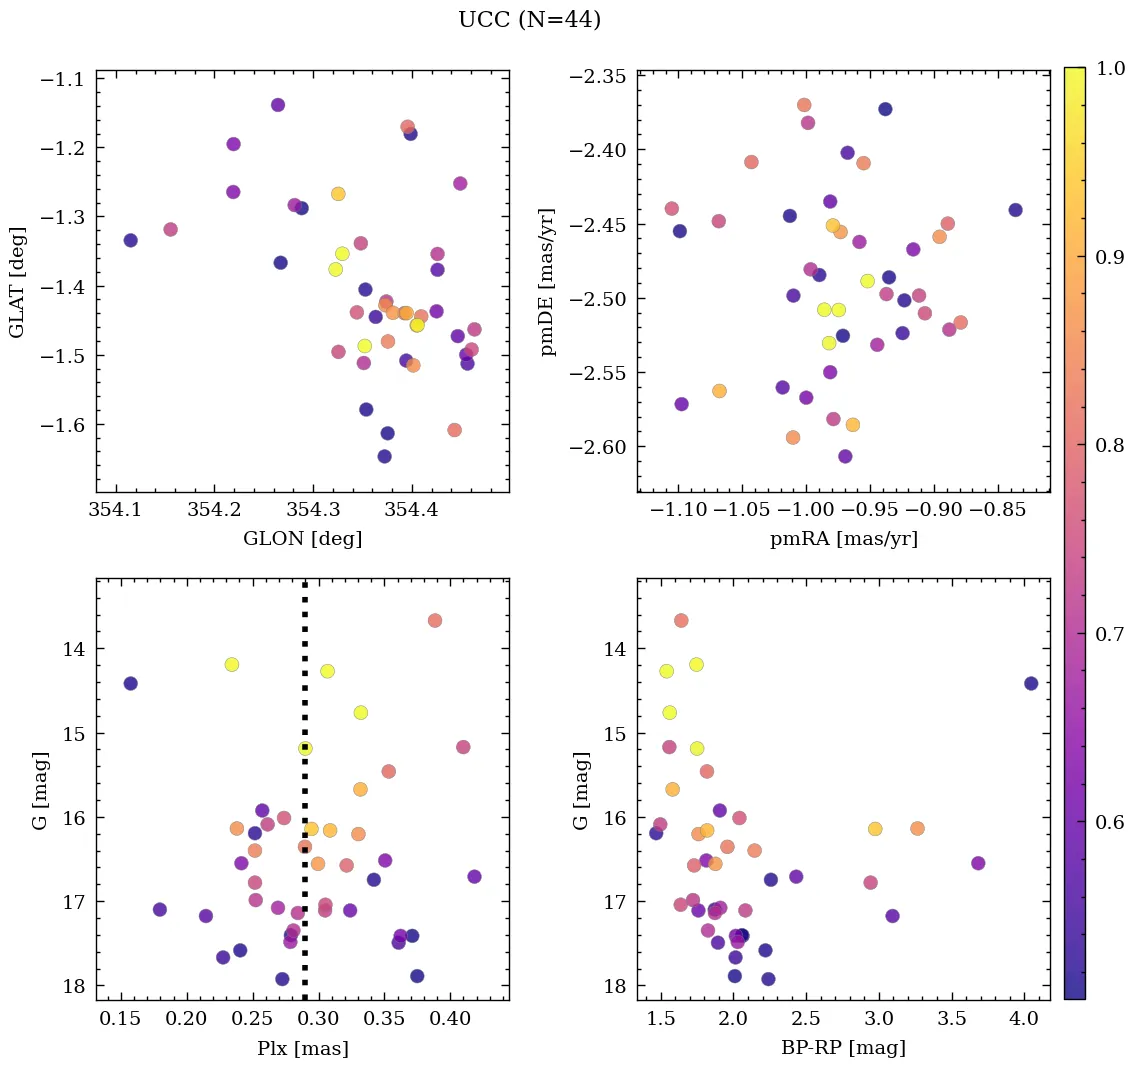 UCC (N=44)
−1.1
−1.2
−1.3
−1.4
−1.5
−1.6
GLAT [deg]
354.1 354.2 354.3 354.4
GLON [deg]
−2.35
−2.40
−2.45
−2.50
−2.55
−2.60
pmDE [mas/yr]
−1.10 −1.05 −1.00 −0.95 −0.90 −0.85
pmRA [mas/yr]
14
15
16
17
18
G [mag]
0.15 0.20 0.25 0.30 0.35 0.40
Plx [mas]
14
15
16
17
18
G [mag]
1.5 2.0 2.5 3.0 3.5 4.0
BP-RP [mag]
1.0
0.9
0.8
0.7
0.6